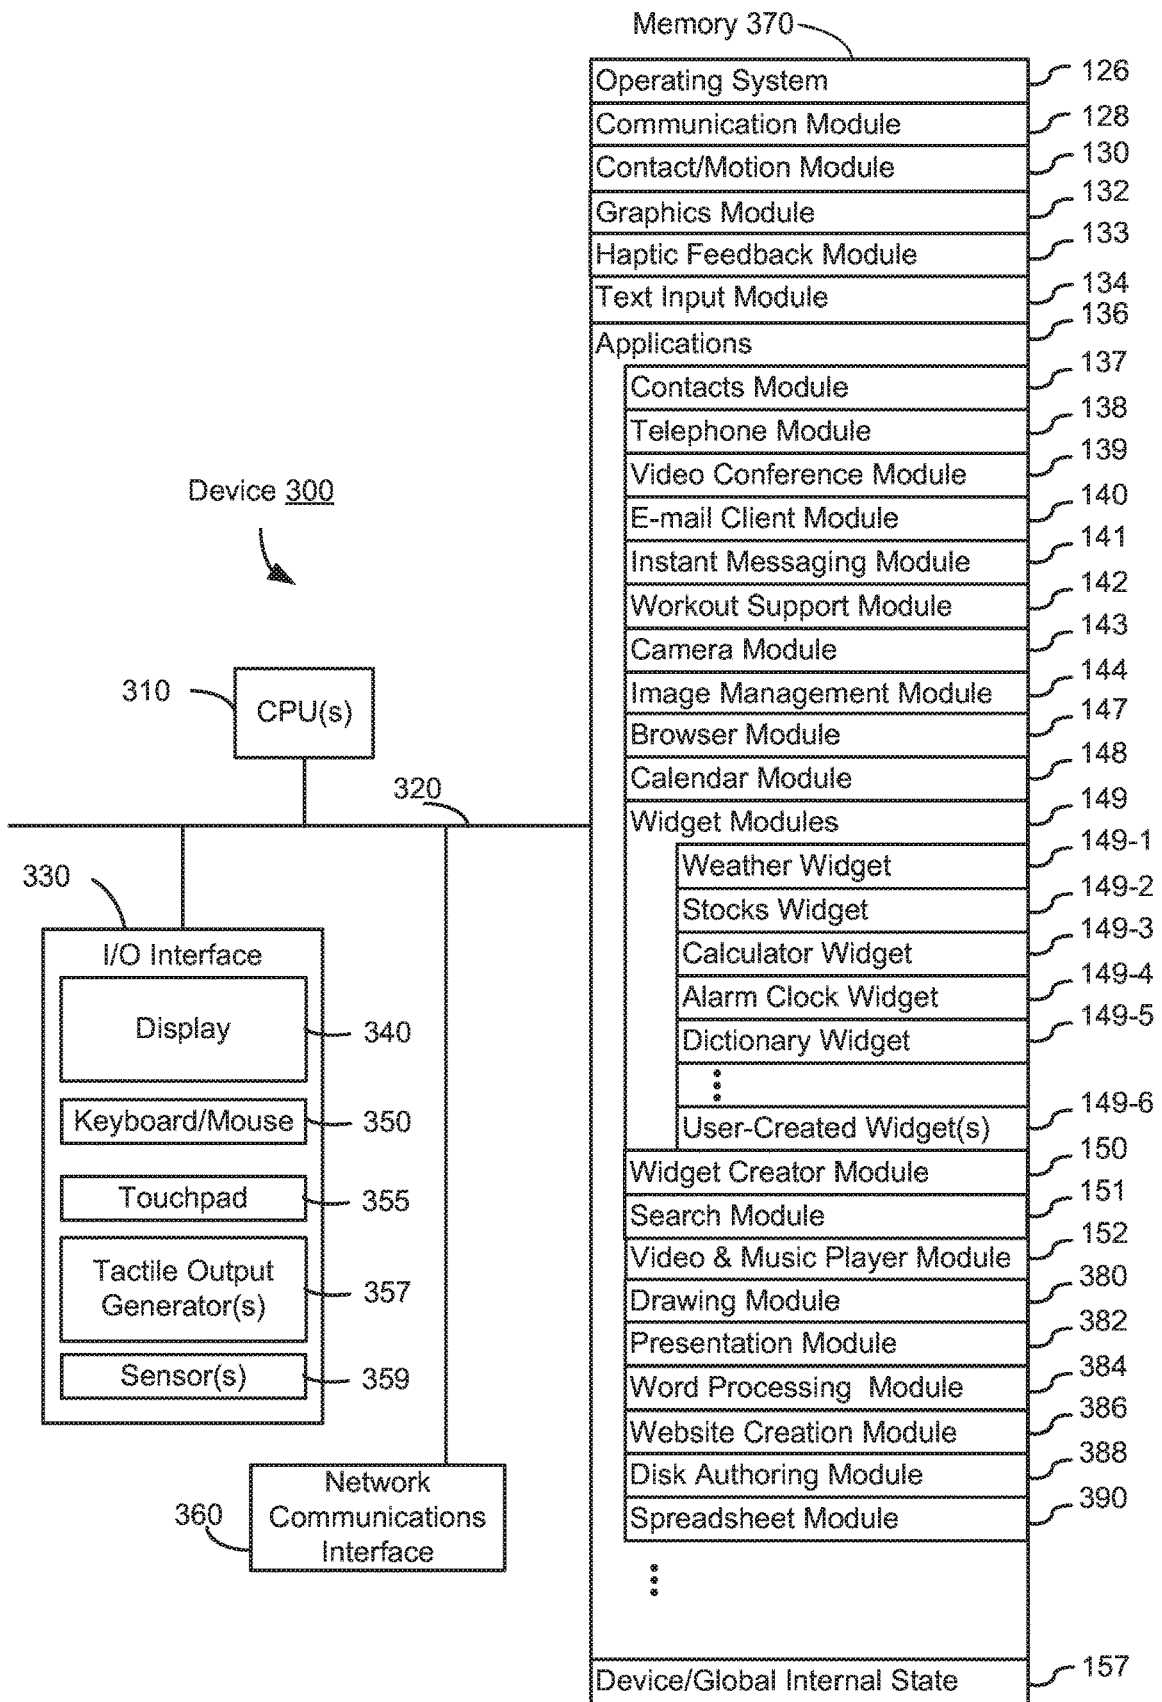 Memory 370
Operating System 126
Communication Module 128
Contact/Motion Module 130
Graphics Module 132
Haptic Feedback Module 133
Text Input Module 134
Applications 136
Contacts Module 137
Telephone Module 138
Video Conference Module 139
E-mail Client Module 140
Instant Messaging Module 141
Workout Support Module 142
Camera Module 143
Image Management Module 144
Browser Module 147
Calendar Module 148
Widget Modules 149
Weather Widget 149-1
Stocks Widget 149-2
Calculator Widget 149-3
Alarm Clock Widget 149-4
Dictionary Widget 149-5
User-Created Widget(s) 149-6
Widget Creator Module 150
Search Module 151
Video & Music Player Module 152
Drawing Module 380
Presentation Module 382
Word Processing Module 384
Website Creation Module 386
Disk Authoring Module 388
Spreadsheet Module 390
Device/Global Internal State 157
Device 300
310 CPU(s)
320
330
I/O Interface
Display 340
Keyboard/Mouse 350
Touchpad 355
Tactile Output
Generator(s) 357
Sensor(s) 359
360
Network
Communications
Interface